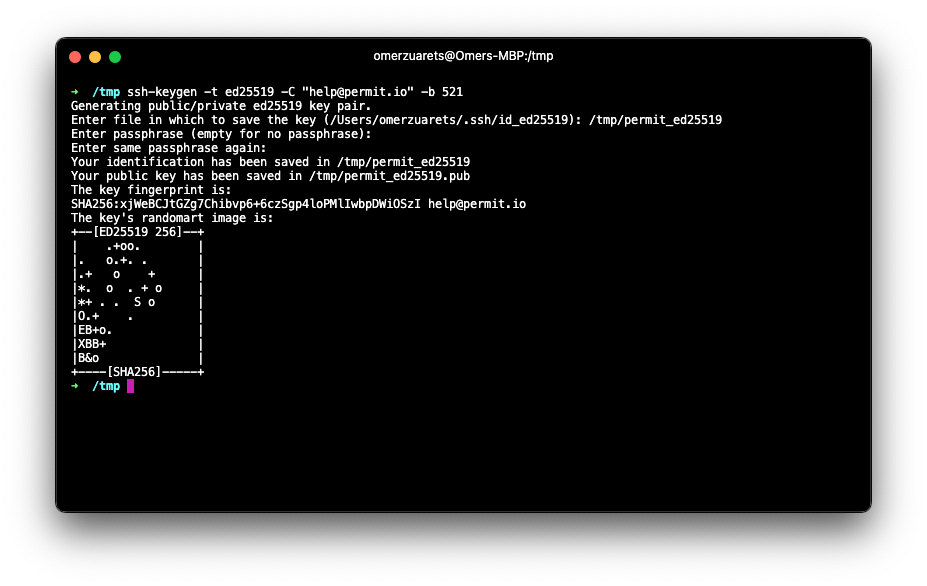 omerzuarets@Omers-MBP:/tmp
➜  /tmp ssh-keygen -t ed25519 -C "help@permit.io" -b 521
Generating public/private ed25519 key pair.
Enter file in which to save the key (/Users/omerzuarets/.ssh/id_ed25519): /tmp/permit_ed25519
Enter passphrase (empty for no passphrase):
Enter same passphrase again:
Your identification has been saved in /tmp/permit_ed25519
Your public key has been saved in /tmp/permit_ed25519.pub
The key fingerprint is:
SHA256:xjWeBCJtGZg7Chibvp6+6czSgp4loPMlIwbpDWiOSzI help@permit.io
The key's randomart image is:
+--[ED25519 256]--+
|    .+oo.        |
|.   o.+. .       |
|.+   o    +      |
|*.  o  . + o     |
|*+ . .  S o      |
|O.+    .         |
|EB+o.            |
|XBB+             |
|B&o              |
+----[SHA256]-----+
➜  /tmp